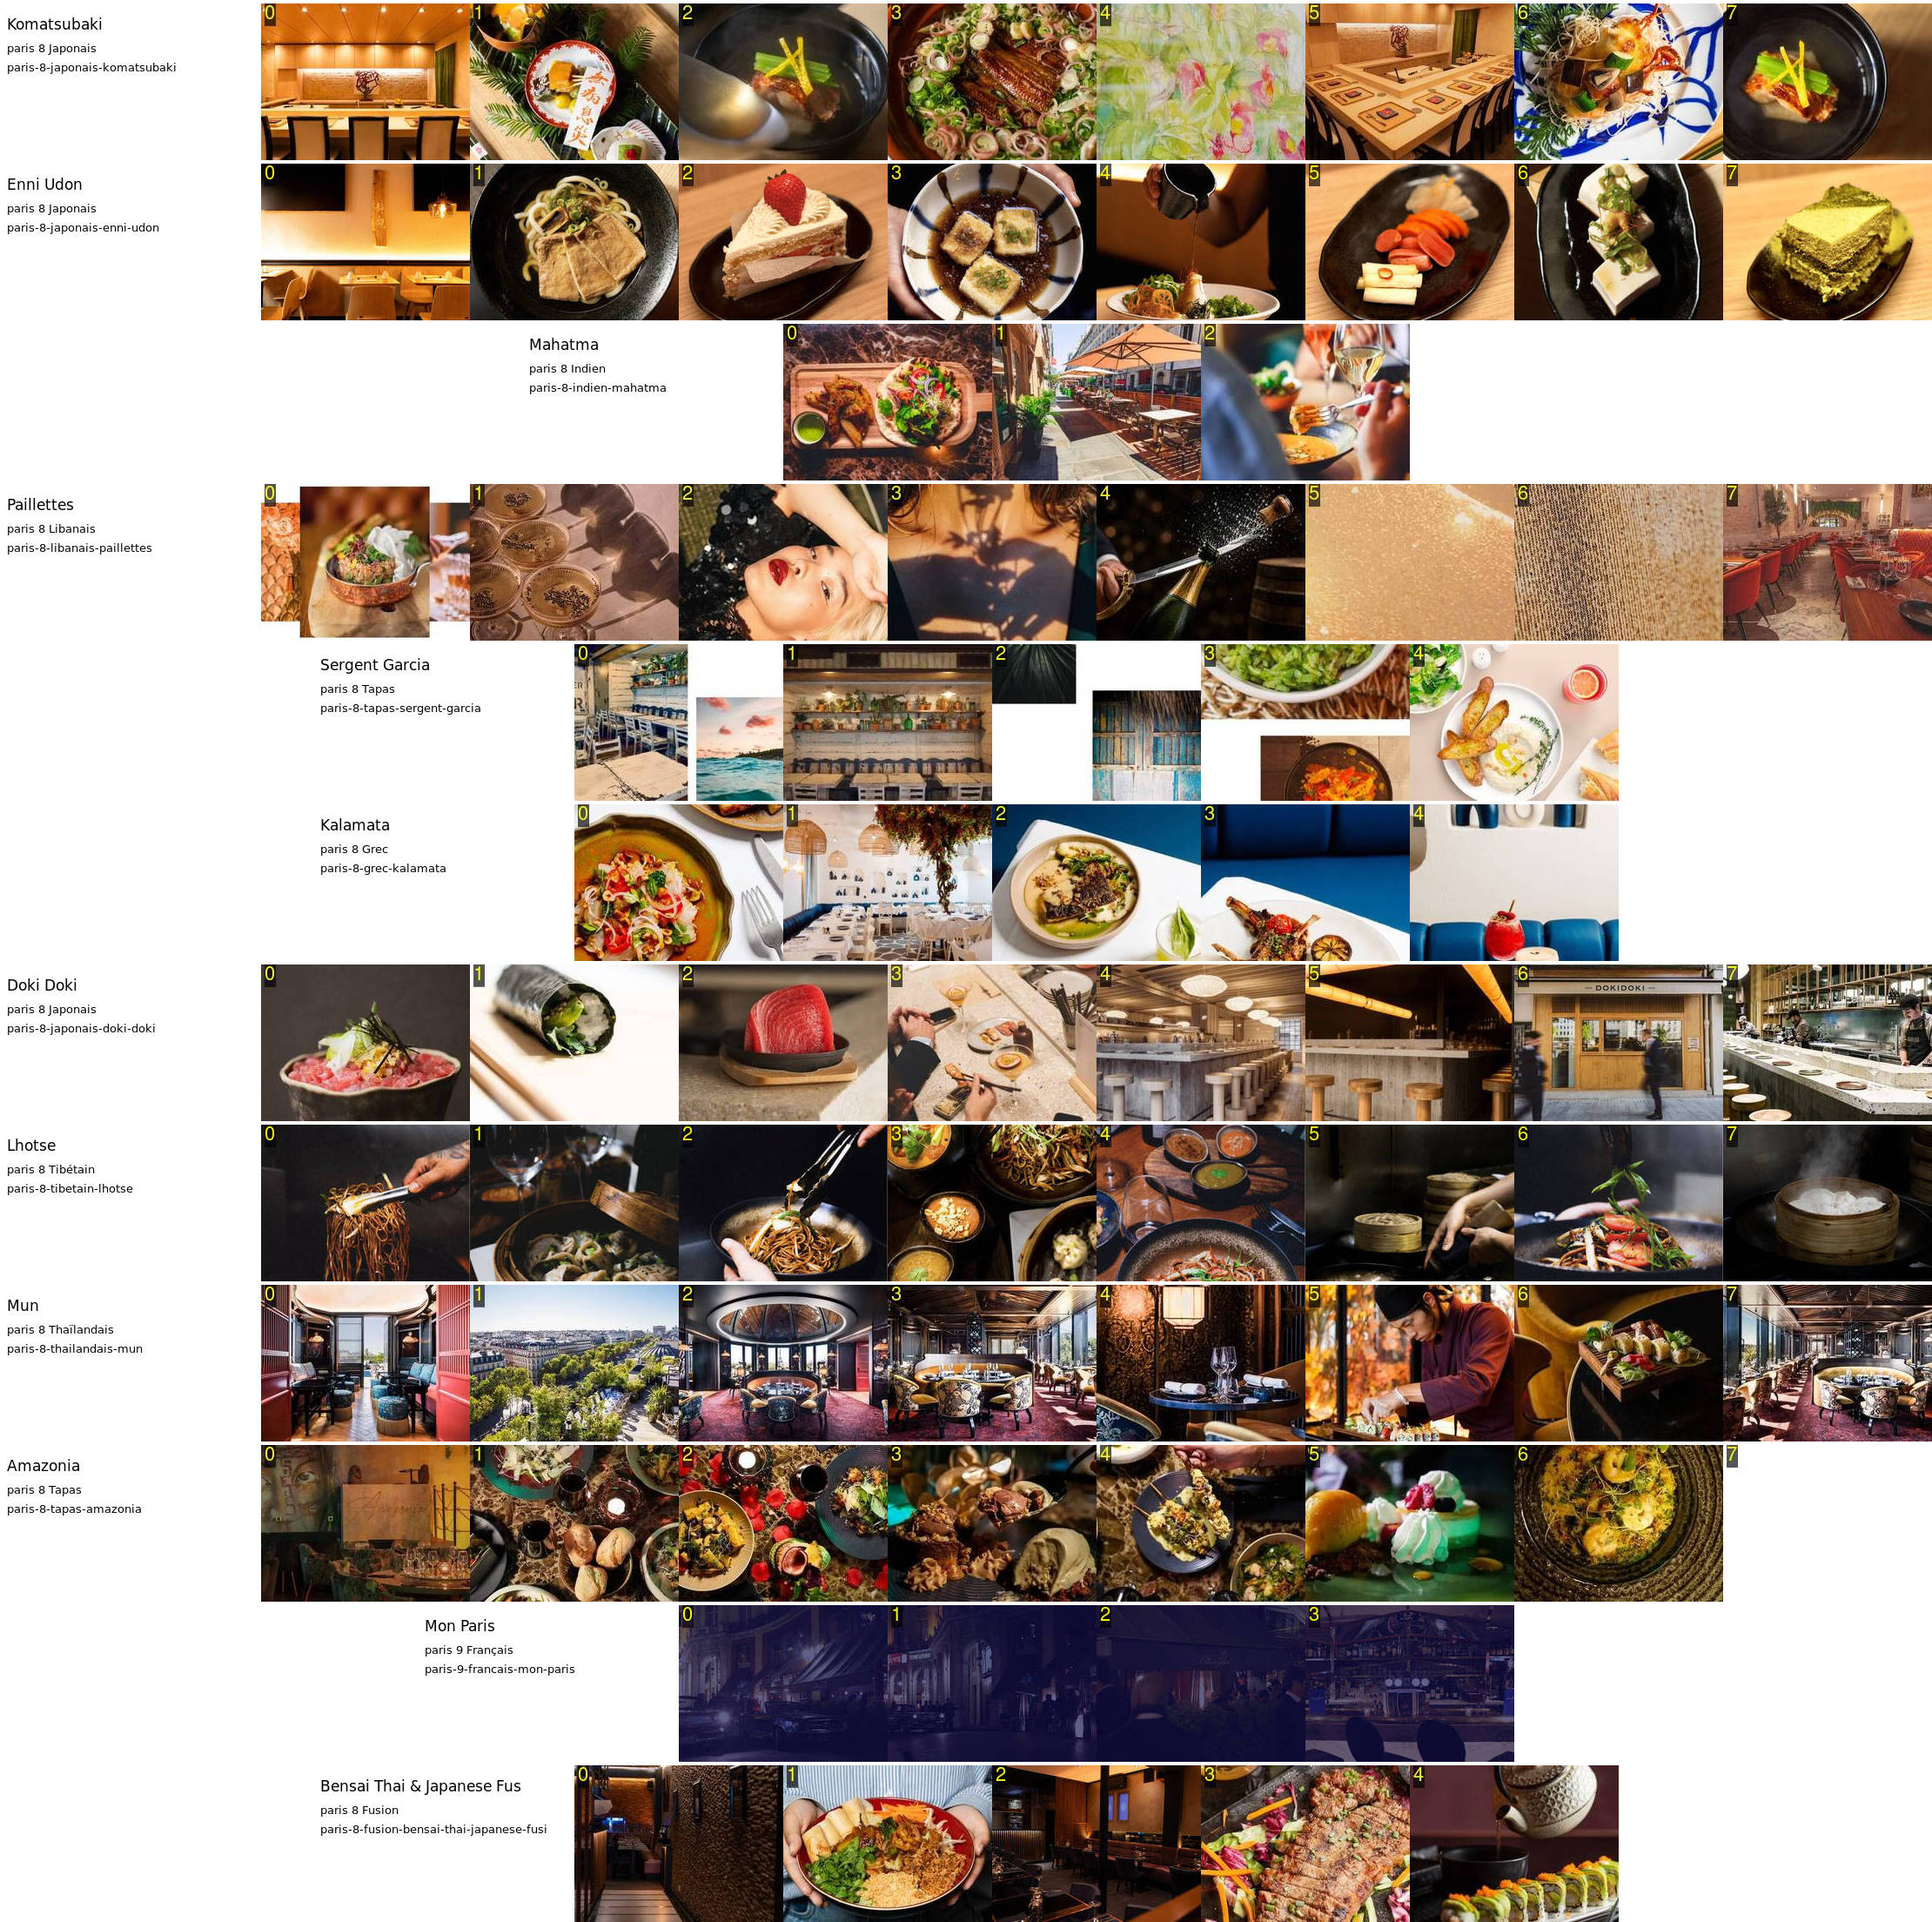 Komatsubaki
paris 8 Japonais
paris-8-japonais-komatsubaki
0 1 2 3 4 5 6 7
Enni Udon
paris 8 Japonais
paris-8-japonais-enni-udon
0 1 2 3 4 5 6 7
Mahatma
paris 8 Indien
paris-8-indien-mahatma
0 1 2
Paillettes
paris 8 Libanais
paris-8-libanais-paillettes
0 1 2 3 4 5 6 7
Sergent Garcia
paris 8 Tapas
paris-8-tapas-sergent-garcia
0 1 2 3 4
Kalamata
paris 8 Grec
paris-8-grec-kalamata
0 1 2 3 4
Doki Doki
paris 8 Japonais
paris-8-japonais-doki-doki
0 1 2 3 4 5 6 7
DOKIDOKI
Lhotse
paris 8 Tibétain
paris-8-tibetain-lhotse
0 1 2 3 4 5 6 7
Mun
paris 8 Thaïlandais
paris-8-thailandais-mun
0 1 2 3 4 5 6 7
Amazonia
paris 8 Tapas
paris-8-tapas-amazonia
0 1 2 3 4 5 6 7
Mon Paris
paris 9 Français
paris-9-francais-mon-paris
0 1 2 3
Bensai Thai & Japanese Fus
paris 8 Fusion
paris-8-fusion-bensai-thai-japanese-fusi
0 1 2 3 4